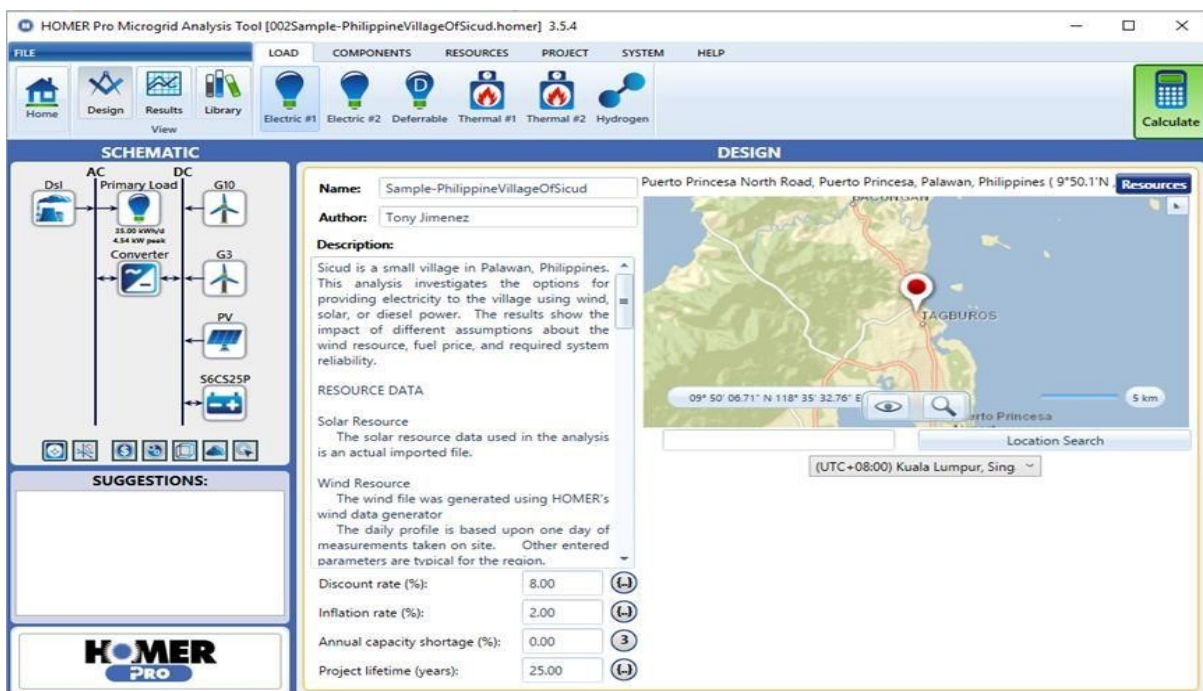 HOMER Pro Microgrid Analysis Tool [002Sample-PhilippineVillageOfSicud.homer] 3.5.4
FILE
LOAD COMPONENTS RESOURCES PROJECT SYSTEM HELP
Home
Design
Results
Library
View
Electric #1
Electric #2
Deferrable
Thermal #1
Thermal #2
Hydrogen
Calculate
SCHEMATIC
AC DC
Dsl Primary Load G10
25.00 kWh/d
4.54 kW peak
Converter G3
PV
S6CS25P
SUGGESTIONS:
HOMER
PRO
DESIGN
Name: Sample-PhilippineVillageOfSicud
Author: Tony Jimenez
Description:
Sicud is a small village in Palawan, Philippines.
This analysis investigates the options for
providing electricity to the village using wind,
solar, or diesel power. The results show the
impact of different assumptions about the
wind resource, fuel price, and required system
reliability.
RESOURCE DATA
Solar Resource
The solar resource data used in the analysis
is an actual imported file.
Wind Resource
The wind file was generated using HOMER's
wind data generator
The daily profile is based upon one day of
measurements taken on site. Other entered
parameters are typical for the region.
Discount rate (%): 8.00 {..}
Inflation rate (%): 2.00 {..}
Annual capacity shortage (%): 0.00 3
Project lifetime (years): 25.00 {..}
Puerto Princesa North Road, Puerto Princesa, Palawan, Philippines ( 9°50.1'N , Resources
BACUNGAN
TAGBUROS
09° 50' 06.71" N 118° 35' 32.76" E
5 km
Princesa
Location Search
(UTC+08:00) Kuala Lumpur, Sing